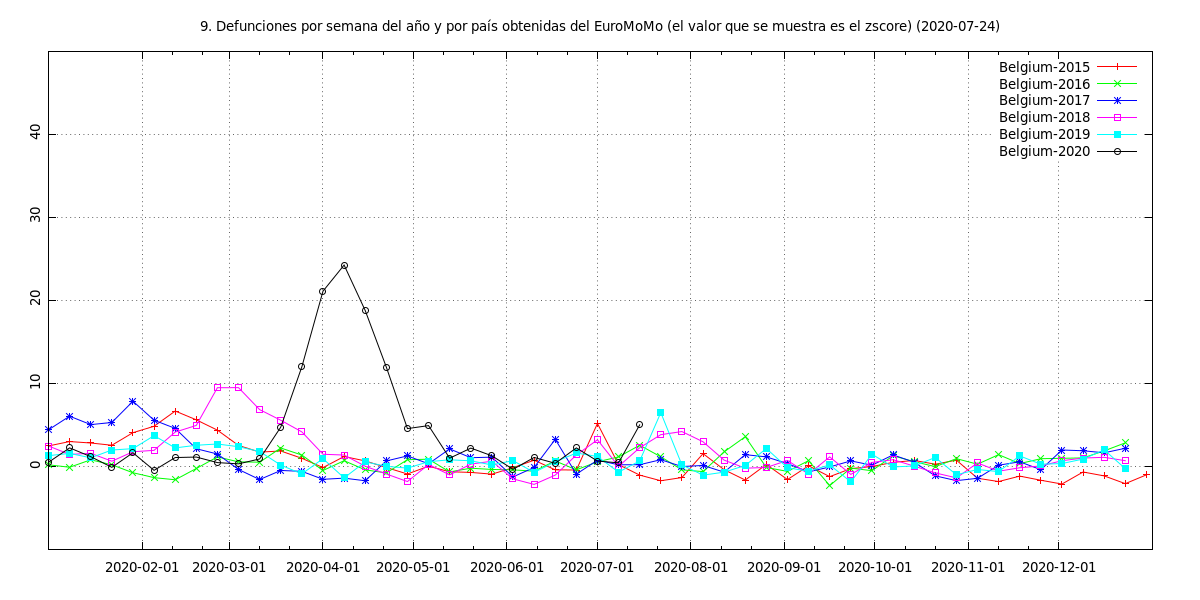 9. Defunciones por semana del año y por país obtenidas del EuroMoMo (el valor que se muestra es el zscore) (2020-07-24)
Belgium-2015
Belgium-2016
Belgium-2017
Belgium-2018
Belgium-2019
Belgium-2020
40
30
20
10
0
2020-02-01 2020-03-01 2020-04-01 2020-05-01 2020-06-01 2020-07-01 2020-08-01 2020-09-01 2020-10-01 2020-11-01 2020-12-01